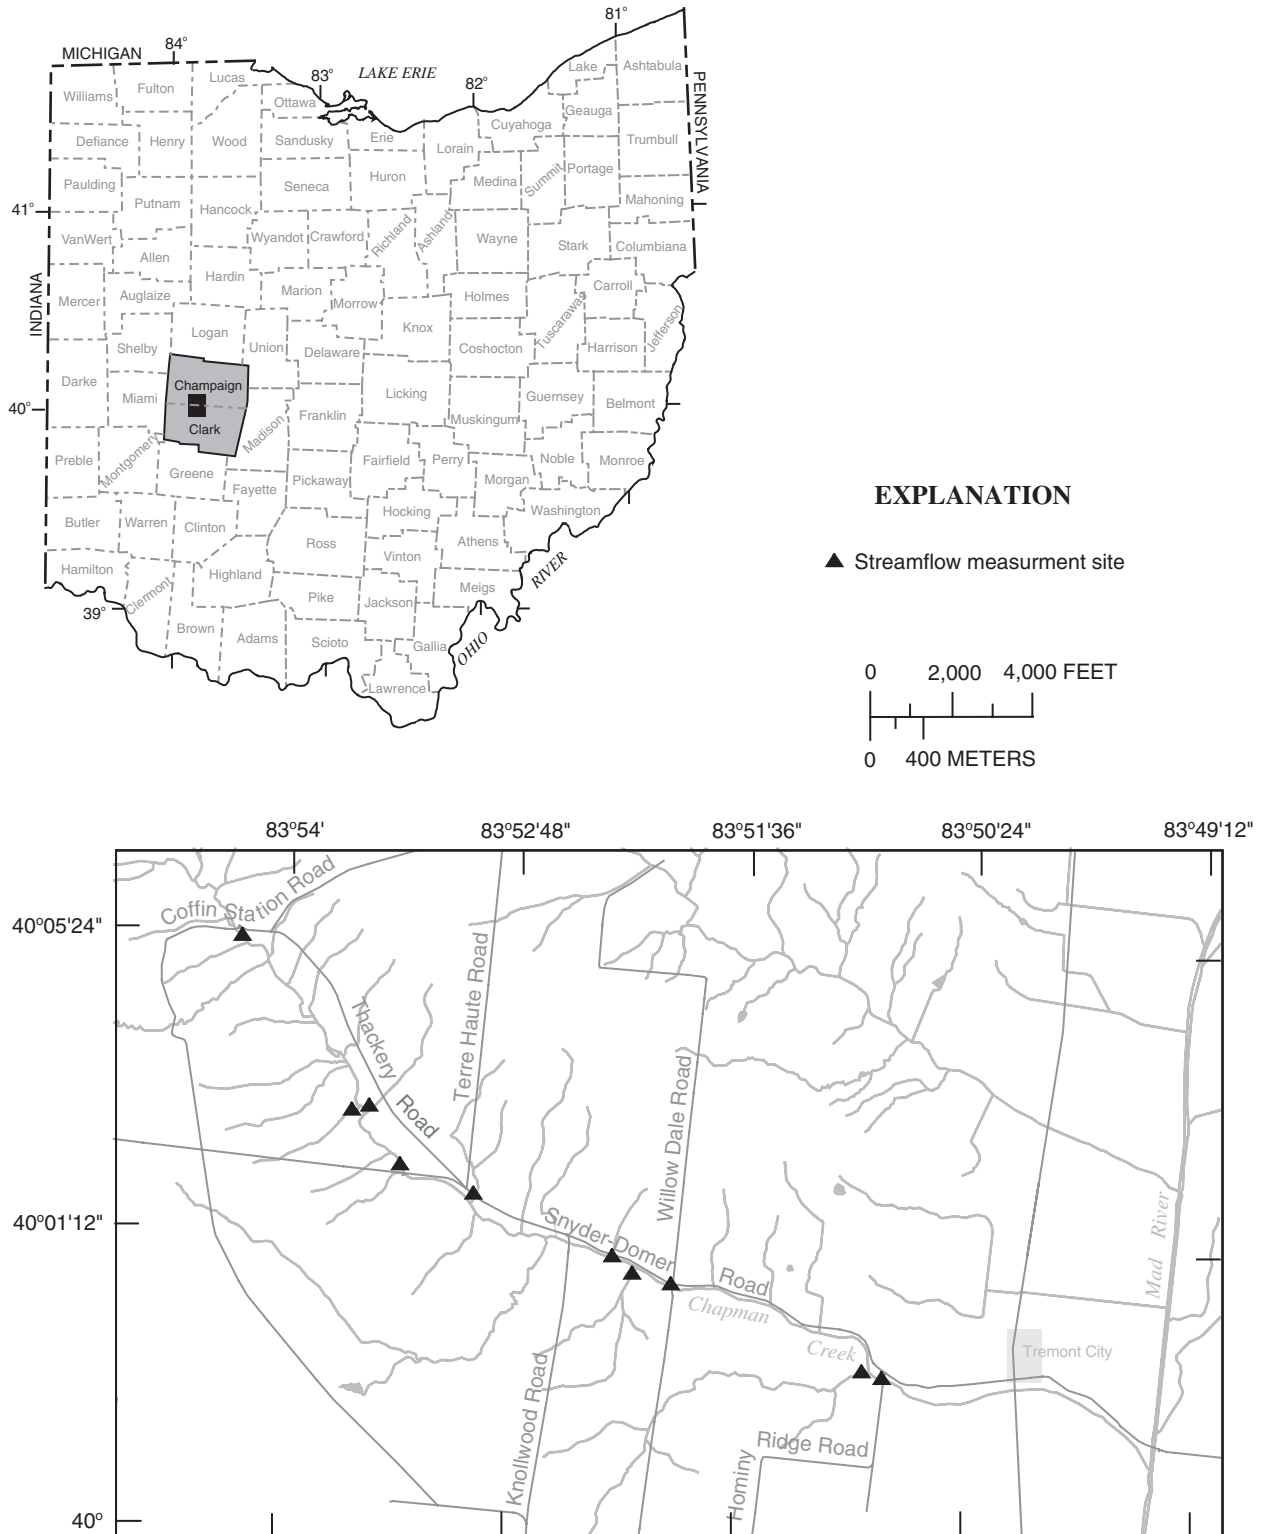 81°
84°
MICHIGAN
83°
LAKE ERIE
82°
Lake
Ashtabula
Williams
Fulton
Lucas
Ottawa
Geauga
PENNSYLVANIA
Cuyahoga
Defiance
Henry
Wood
Sandusky
Erie
Lorain
Trumbull
Paulding
Seneca
Huron
Medina
Summit
Portage
Putnam
Hancock
Mahoning
41°
VanWert
Wyandot
Crawford
Richland
Ashland
Wayne
Stark
Columbiana
Allen
Hardin
Carroll
INDIANA
Mercer
Auglaize
Marion
Morrow
Holmes
Tuscarawas
Jefferson
Knox
Logan
Shelby
Union
Delaware
Coshocton
Harrison
Darke
Champaign
Miami
Licking
Guernsey
Belmont
40°
Franklin
Muskingum
Clark
Madison
Preble
Montgomery
Greene
Fairfield
Perry
Noble
Monroe
Fayette
Pickaway
Morgan
Butler
Warren
Clinton
Hocking
Washington
Ross
Vinton
Athens
Hamilton
Highland
Clermont
Pike
Jackson
Meigs
39°
Brown
Adams
Scioto
Gallia
Lawrence
OHIO
RIVER
EXPLANATION
Streamflow measurment site
0 2,000 4,000 FEET
0 400 METERS
83°54'
83°52'48"
83°51'36"
83°50'24"
83°49'12"
40°05'24"
Coffin Station Road
Thackery
Road
Terre Haute Road
Willow Dale Road
40°01'12"
Snyder-Domer
Road
Chapman
Creek
Mad River
Tremont City
Knollwood Road
Ridge Road
Hominy
40°